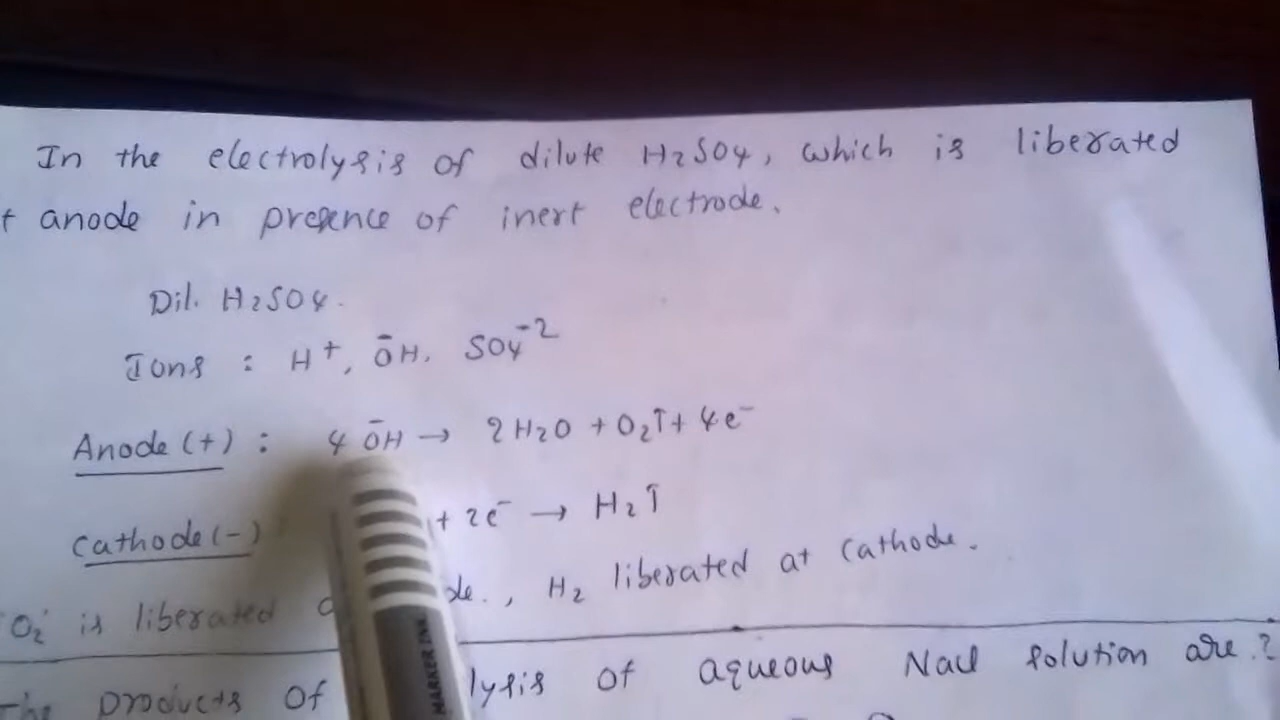 In the electrolysis of dilute H2SO4, which is liberated
t anode in presence of inert electrode.
Dil. H2SO4.
Ions : H+, ŌH, SO4-2
Anode (+) : 4 ŌH → 2H2O + O2↑ + 4e-
Cathode (-) + 2e- → H2↑
O2 is liberated de., H2 liberated at cathode.
The products of lysis of aqueous Nacl solution are.?
MARKER INK